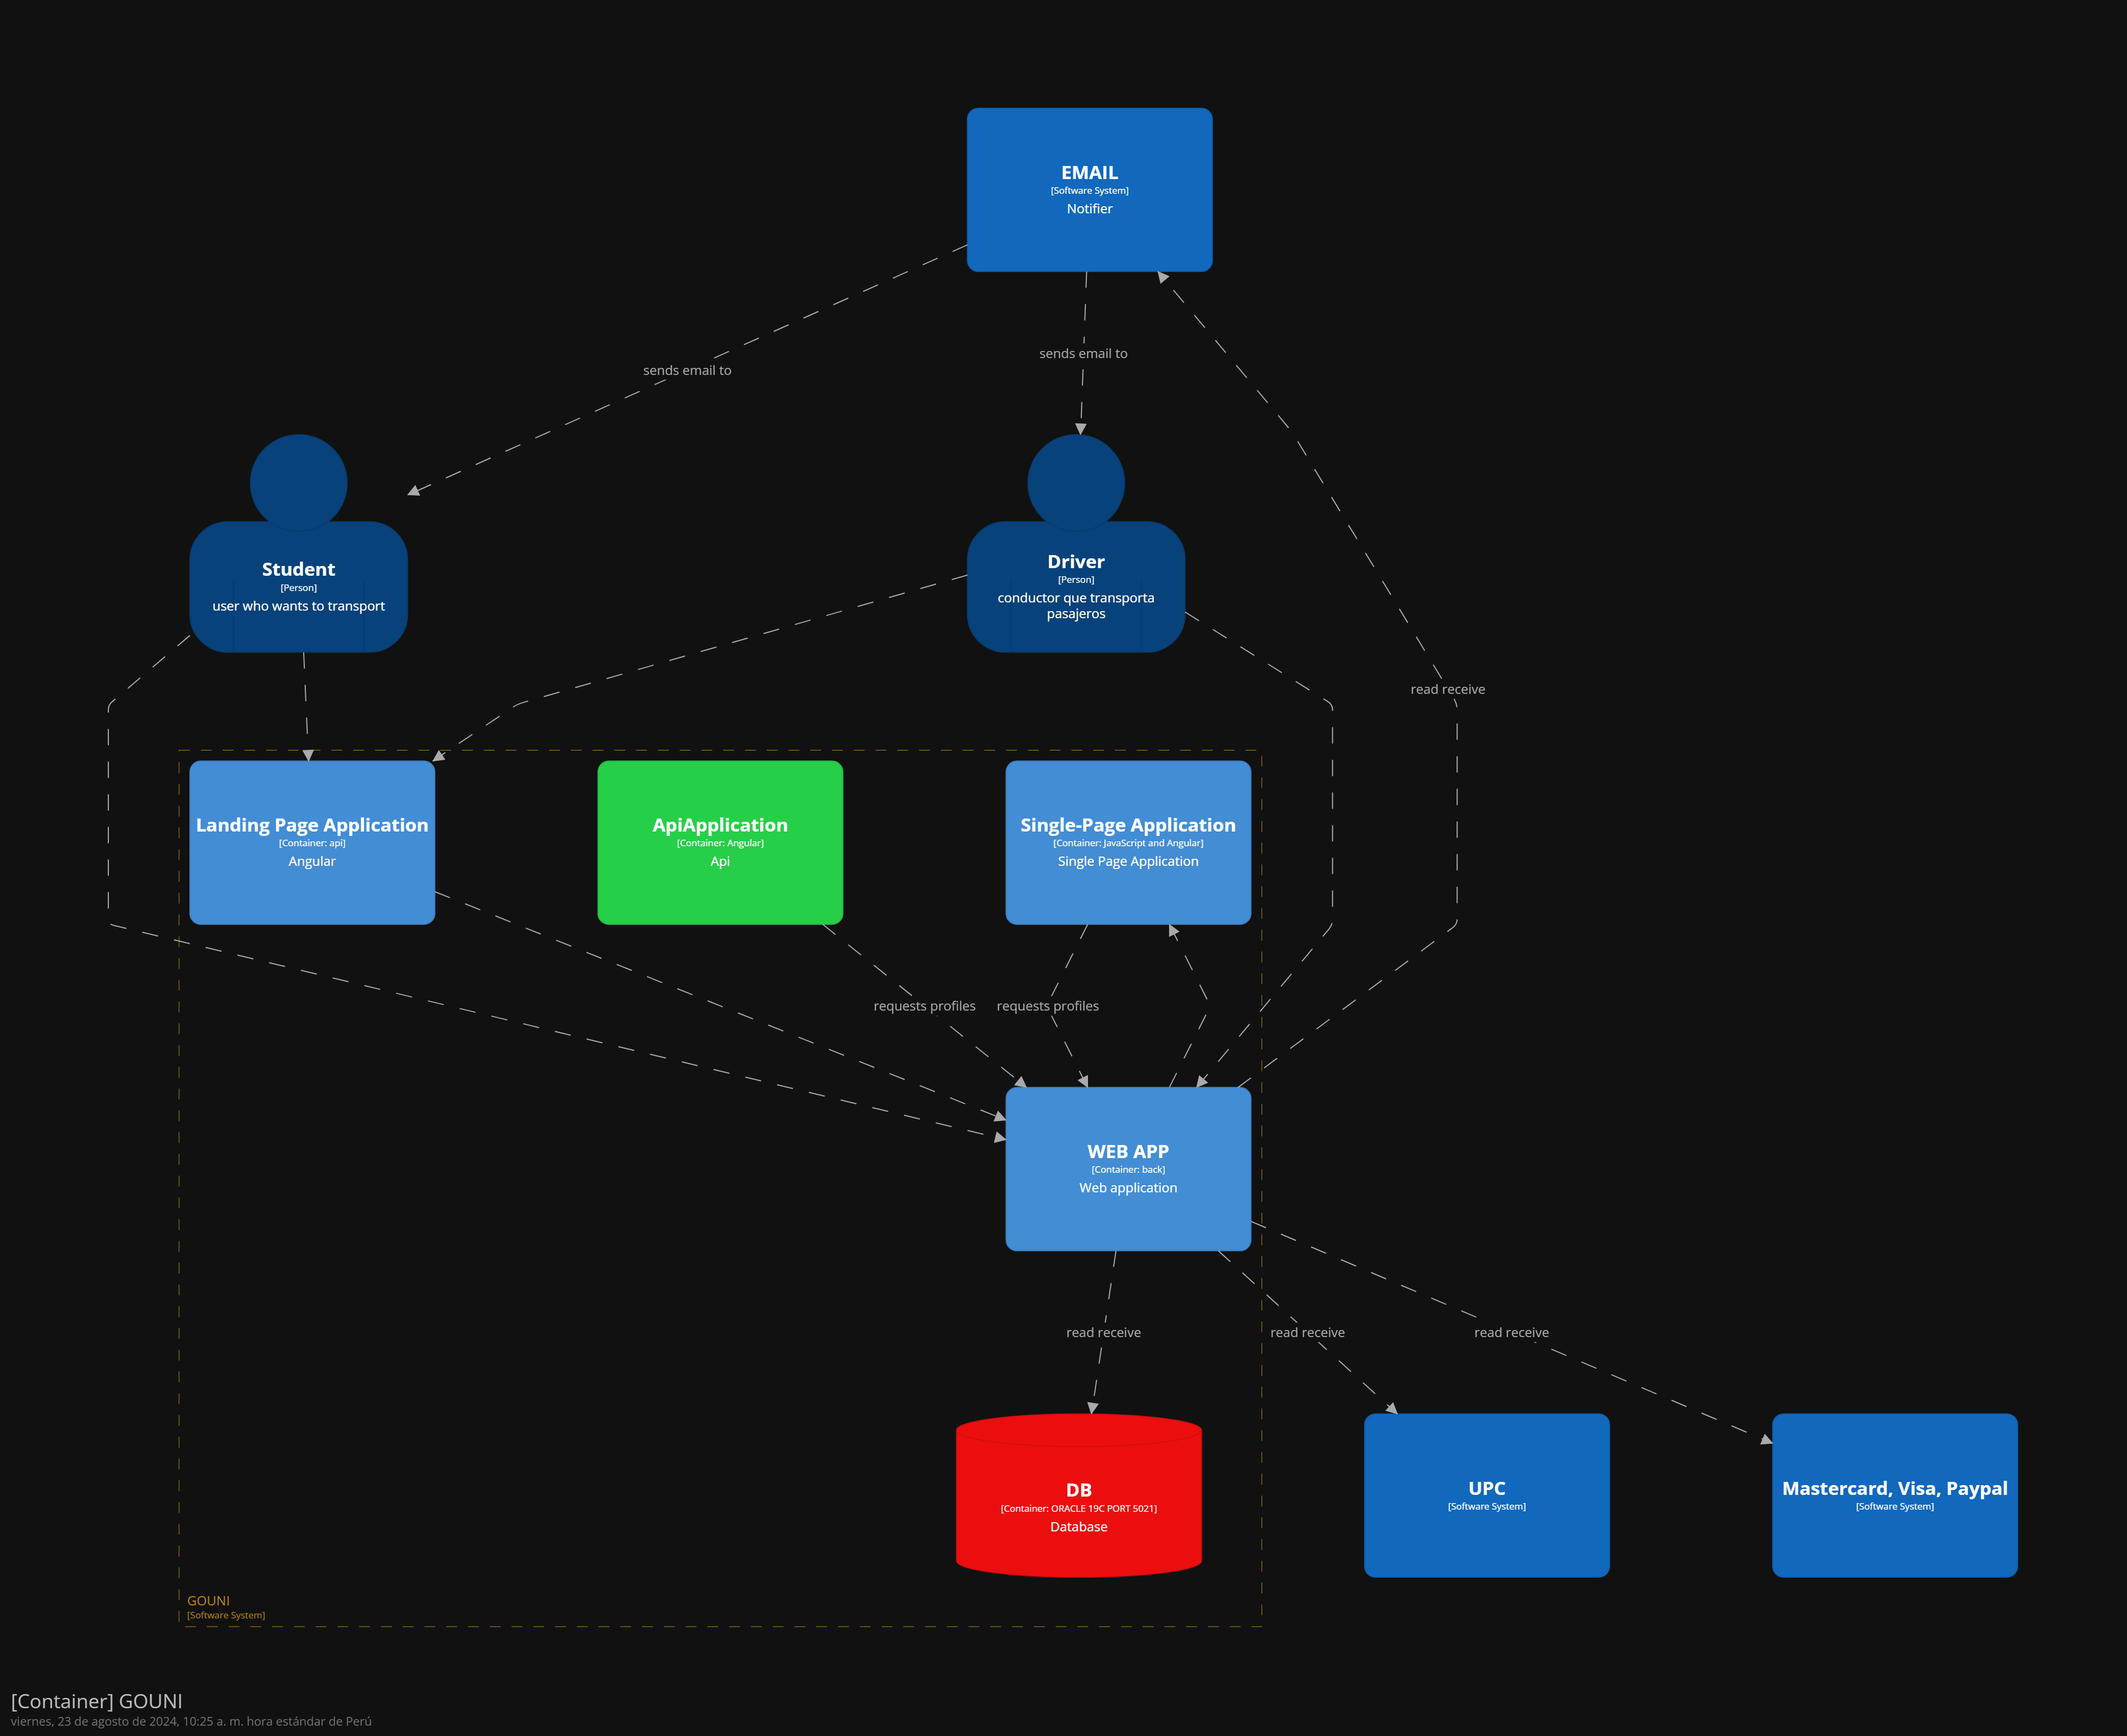 EMAIL
[Software System]
Notifier
sends email to
sends email to
Student
[Person]
user who wants to transport
Driver
[Person]
conductor que transporta
pasajeros
read receive
Landing Page Application
[Container: api]
Angular
ApiApplication
[Container: Angular]
Api
Single-Page Application
[Container: JavaScript and Angular]
Single Page Application
requests profiles
requests profiles
WEB APP
[Container: back]
Web application
read receive
read receive
read receive
DB
[Container: ORACLE 19C PORT 5021]
Database
UPC
[Software System]
Mastercard, Visa, Paypal
[Software System]
GOUNI
[Software System]
[Container] GOUNI
viernes, 23 de agosto de 2024, 10:25 a. m. hora estándar de Perú